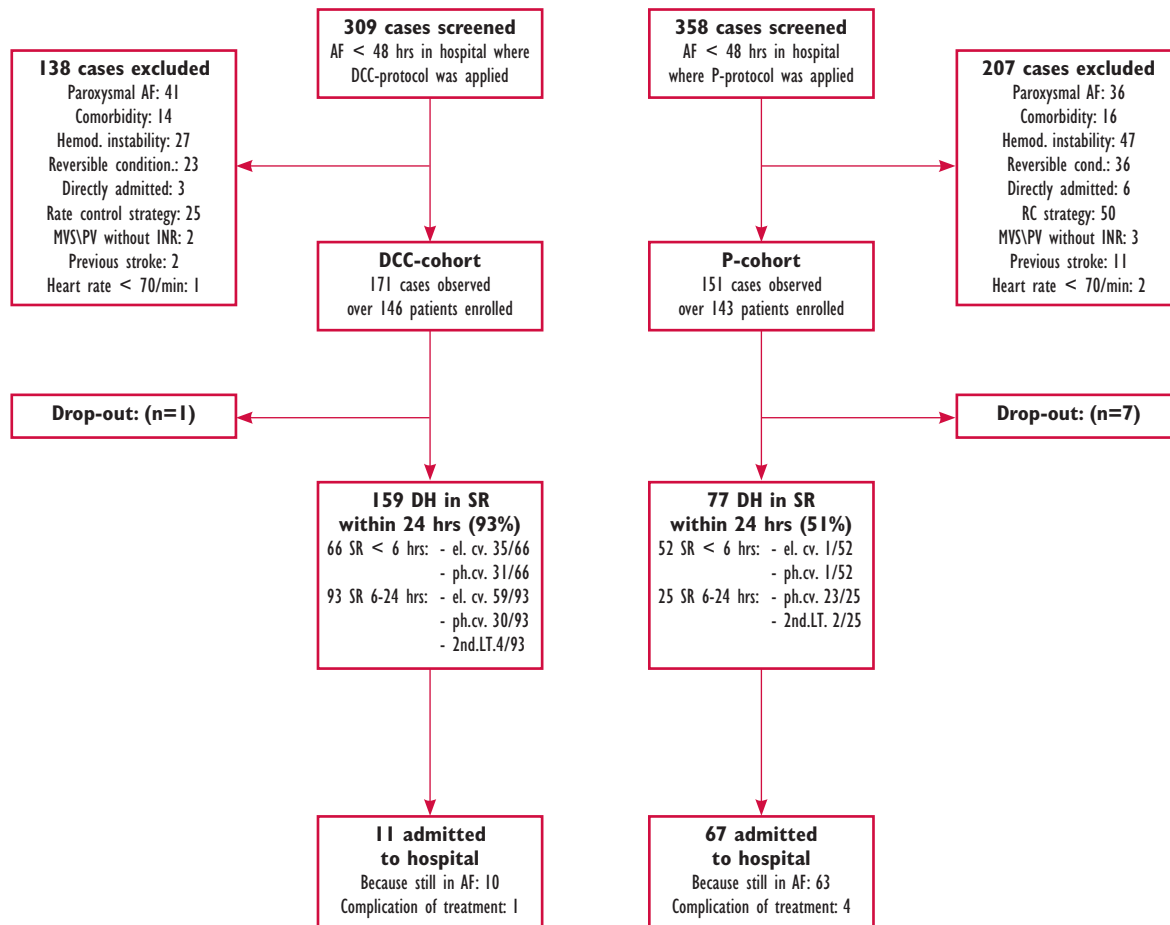 309 cases screened
AF < 48 hrs in hospital where
DCC-protocol was applied
358 cases screened
AF < 48 hrs in hospital
where P-protocol was applied
138 cases excluded
Paroxysmal AF: 41
Comorbidity: 14
Hemod. instability: 27
Reversible condition.: 23
Directly admitted: 3
Rate control strategy: 25
MVS\PV without INR: 2
Previous stroke: 2
Heart rate < 70/min: 1
207 cases excluded
Paroxysmal AF: 36
Comorbidity: 16
Hemod. instability: 47
Reversible cond.: 36
Directly admitted: 6
RC strategy: 50
MVS\PV without INR: 3
Previous stroke: 11
Heart rate < 70/min: 2
DCC-cohort
171 cases observed
over 146 patients enrolled
P-cohort
151 cases observed
over 143 patients enrolled
Drop-out: (n=1)
Drop-out: (n=7)
159 DH in SR
within 24 hrs (93%)
66 SR < 6 hrs: - el. cv. 35/66
- ph.cv. 31/66
93 SR 6-24 hrs: - el. cv. 59/93
- ph.cv. 30/93
- 2nd.LT.4/93
77 DH in SR
within 24 hrs (51%)
52 SR < 6 hrs: - el. cv. 1/52
- ph.cv. 1/52
25 SR 6-24 hrs: - ph.cv. 23/25
- 2nd.LT. 2/25
11 admitted
to hospital
Because still in AF: 10
Complication of treatment: 1
67 admitted
to hospital
Because still in AF: 63
Complication of treatment: 4